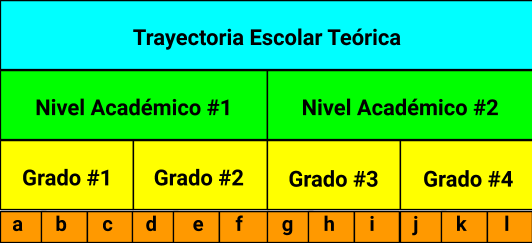 Trayectoria Escolar Teórica
Nivel Académico #1 Nivel Académico #2
Grado #1 Grado #2 Grado #3 Grado #4
a b c d e f g h i j k l